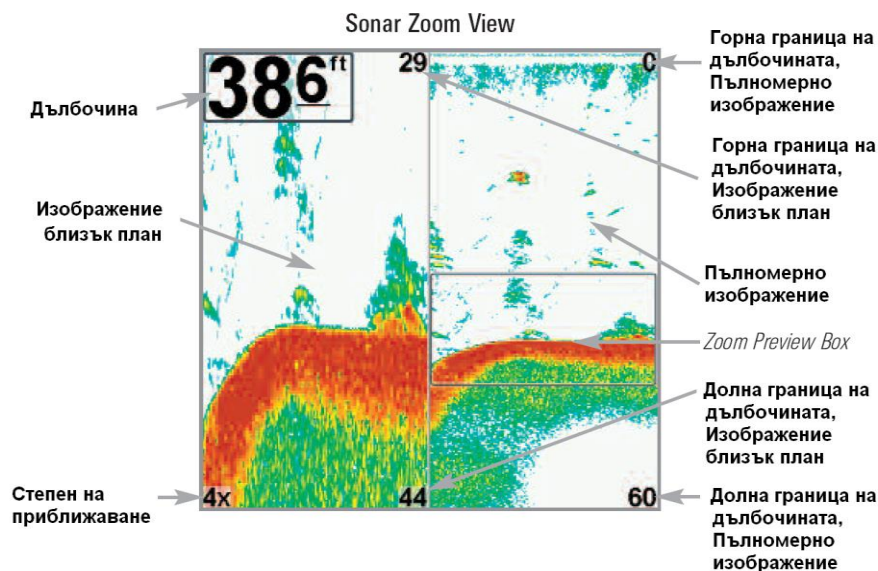 Sonar Zoom View
386 ft
Дълбочина
Изображение
близък план
Степен на
приближаване
4x
29
44
0
60
Горна граница на
дълбочината,
Пълномерно
изображение
Горна граница на
дълбочината,
Изображение
близък план
Пълномерно
изображение
Zoom Preview Box
Долна граница на
дълбочината,
Изображение
близък план
Долна граница на
дълбочината,
Пълномерно
изображение